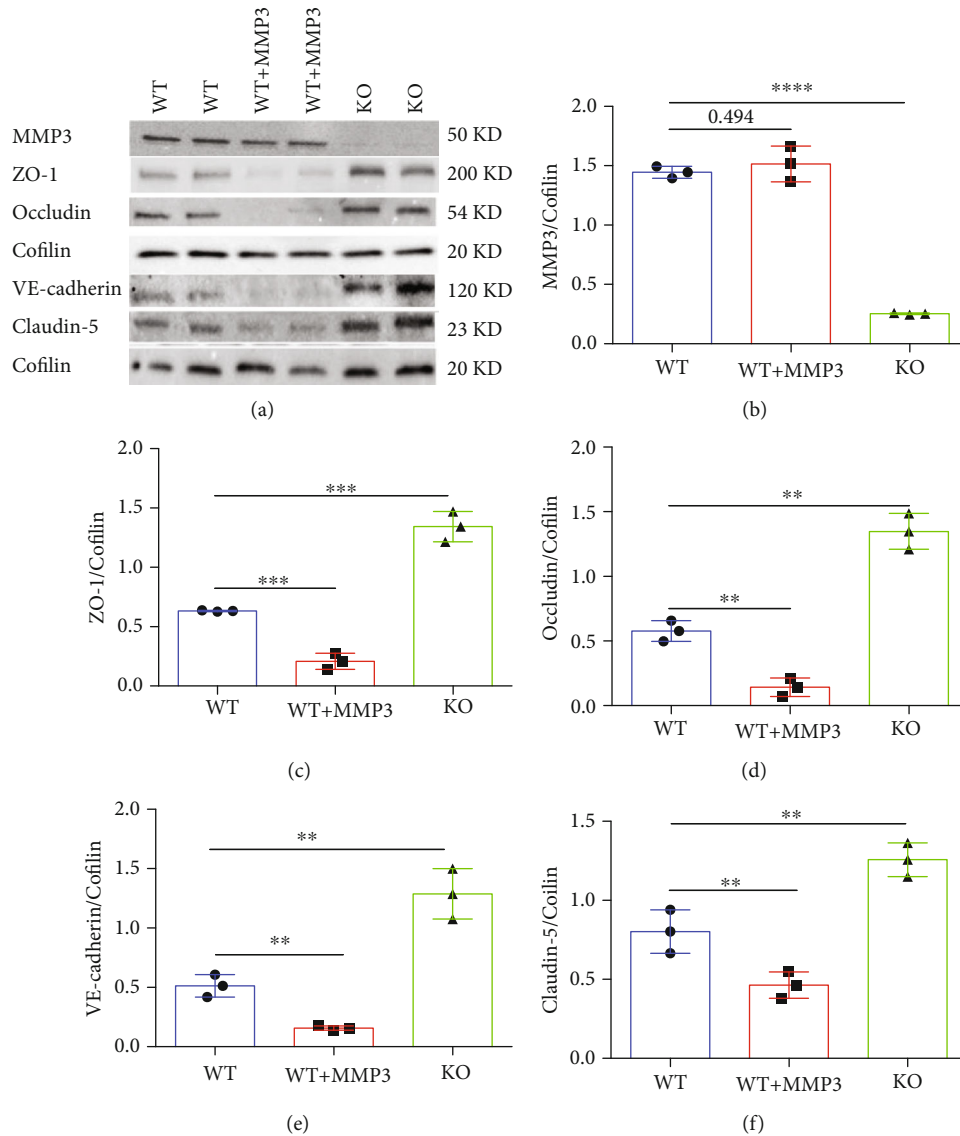 WT WT WT+MMP3 WT+MMP3 KO KO
MMP3 50 KD
ZO-1 200 KD
Occludin 54 KD
Cofilin 20 KD
VE-cadherin 120 KD
Claudin-5 23 KD
Cofilin 20 KD
(a)
MMP3/Cofilin
2.0
1.5
1.0
0.5
0.0
****
0.494
WT WT+MMP3 KO
(b)
ZO-1/Cofilin
2.0
1.5
1.0
0.5
0.0
***
***
WT WT+MMP3 KO
(c)
Occludin/Cofilin
2.0
1.5
1.0
0.5
0.0
**
**
WT WT+MMP3 KO
(d)
VE-cadherin/Cofilin
2.0
1.5
1.0
0.5
0.0
**
**
WT WT+MMP3 KO
(e)
Claudin-5/Coilin
1.5
1.0
0.5
0.0
**
**
WT WT+MMP3 KO
(f)